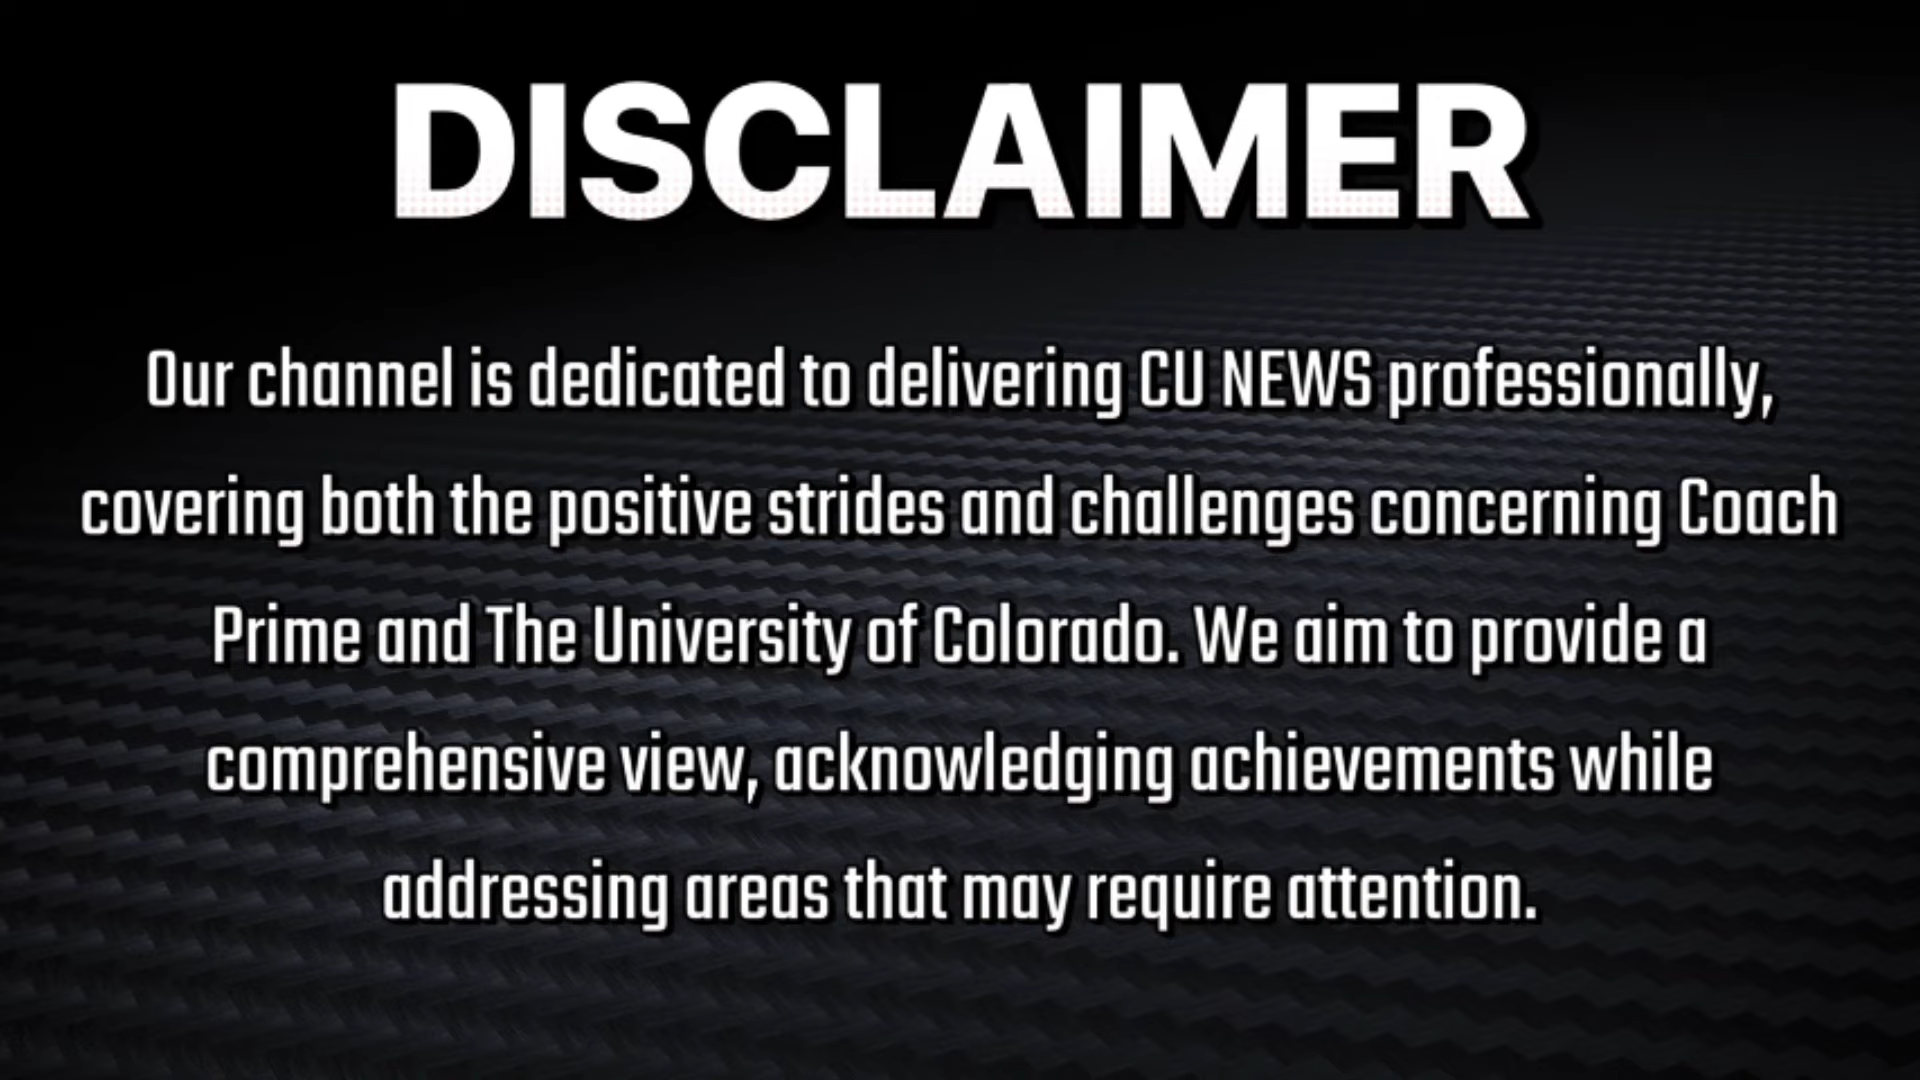 DISCLAIMER
Our channel is dedicated to delivering CU NEWS professionally,
covering both the positive strides and challenges concerning Coach
Prime and The University of Colorado. We aim to provide a
comprehensive view, acknowledging achievements while
addressing areas that may require attention.